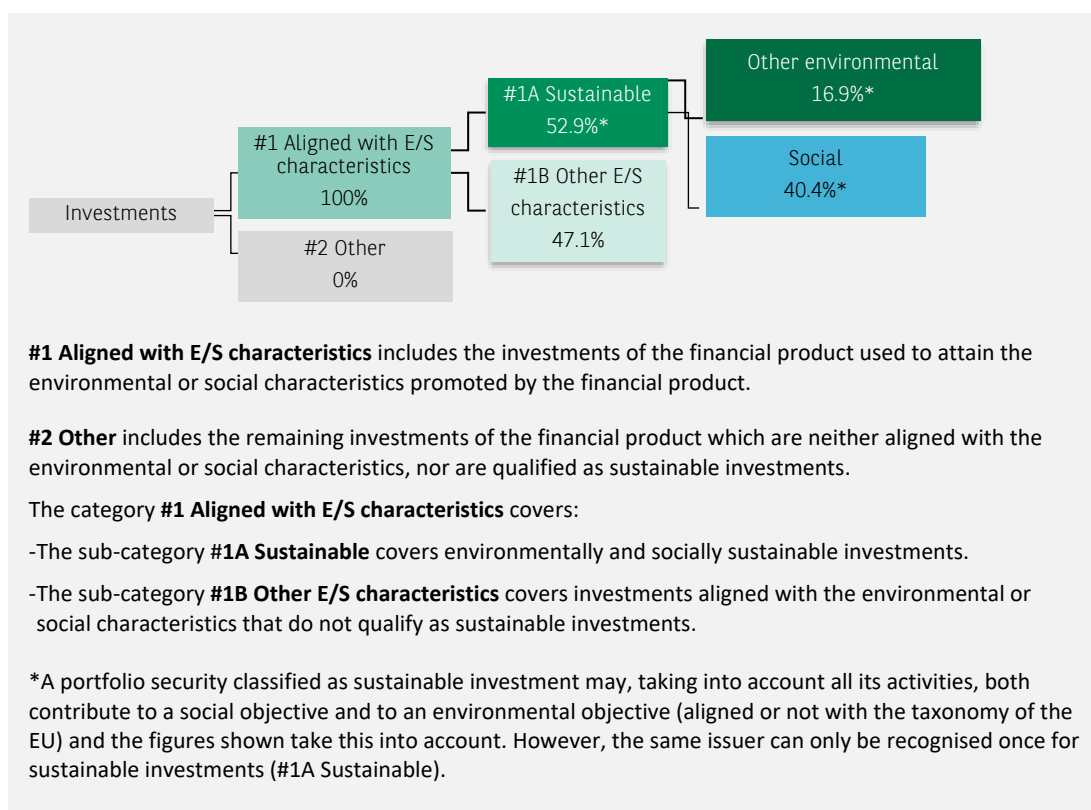 Investments
#1 Aligned with E/S
characteristics
100%
#2 Other
0%
#1A Sustainable
52.9%*
#1B Other E/S
characteristics
47.1%
Other environmental
16.9%*
Social
40.4%*
#1 Aligned with E/S characteristics includes the investments of the financial product used to attain the
environmental or social characteristics promoted by the financial product.
#2 Other includes the remaining investments of the financial product which are neither aligned with the
environmental or social characteristics, nor are qualified as sustainable investments.
The category #1 Aligned with E/S characteristics covers:
-The sub-category #1A Sustainable covers environmentally and socially sustainable investments.
-The sub-category #1B Other E/S characteristics covers investments aligned with the environmental or
social characteristics that do not qualify as sustainable investments.
*A portfolio security classified as sustainable investment may, taking into account all its activities, both
contribute to a social objective and to an environmental objective (aligned or not with the taxonomy of the
EU) and the figures shown take this into account. However, the same issuer can only be recognised once for
sustainable investments (#1A Sustainable).